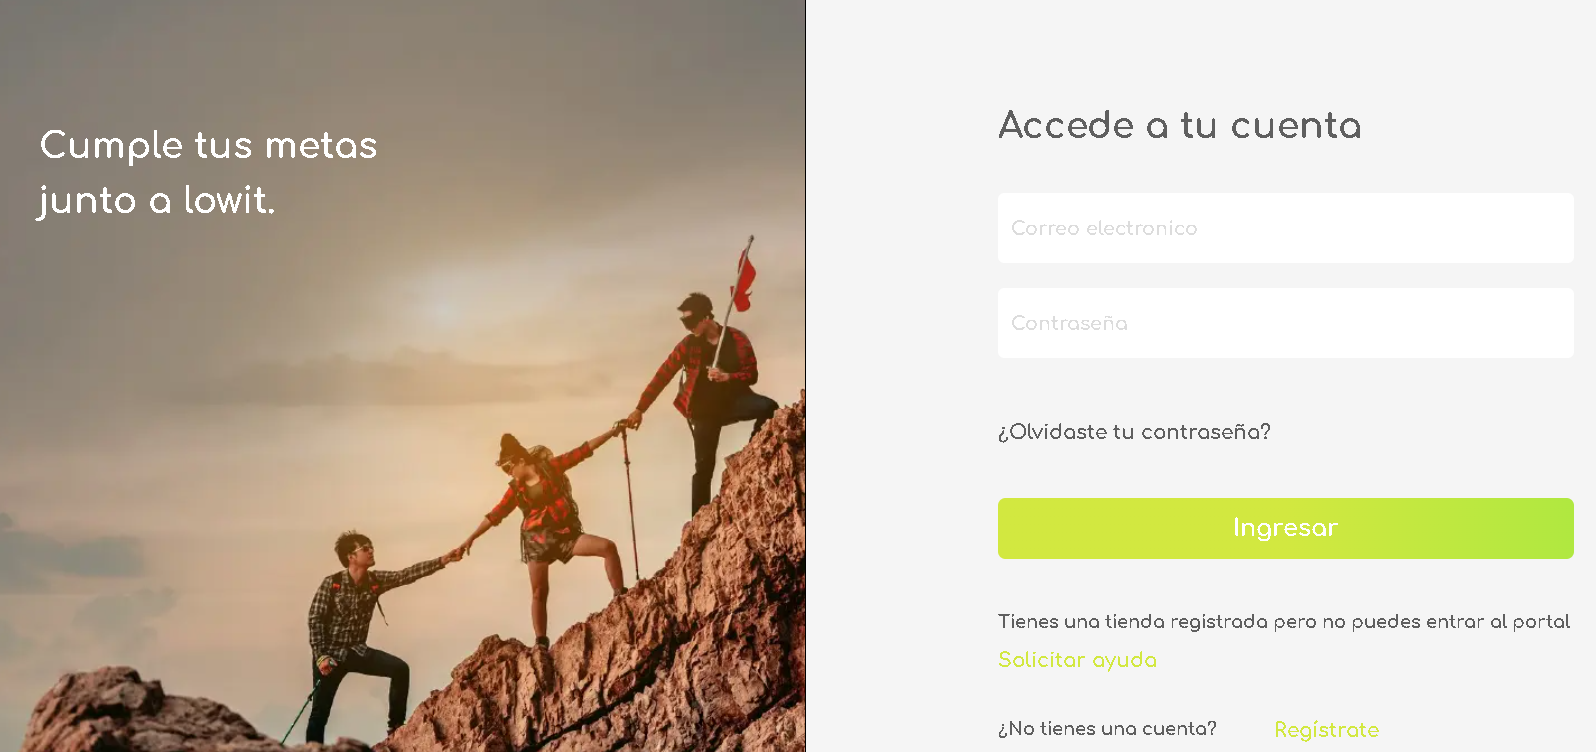 Cumple tus metas
junto a lowit.
Accede a tu cuenta
Correo electronico
Contraseña
¿Olvidaste tu contraseña?
Ingresar
Tienes una tienda registrada pero no puedes entrar al portal
Solicitar ayuda
¿No tienes una cuenta? Regístrate